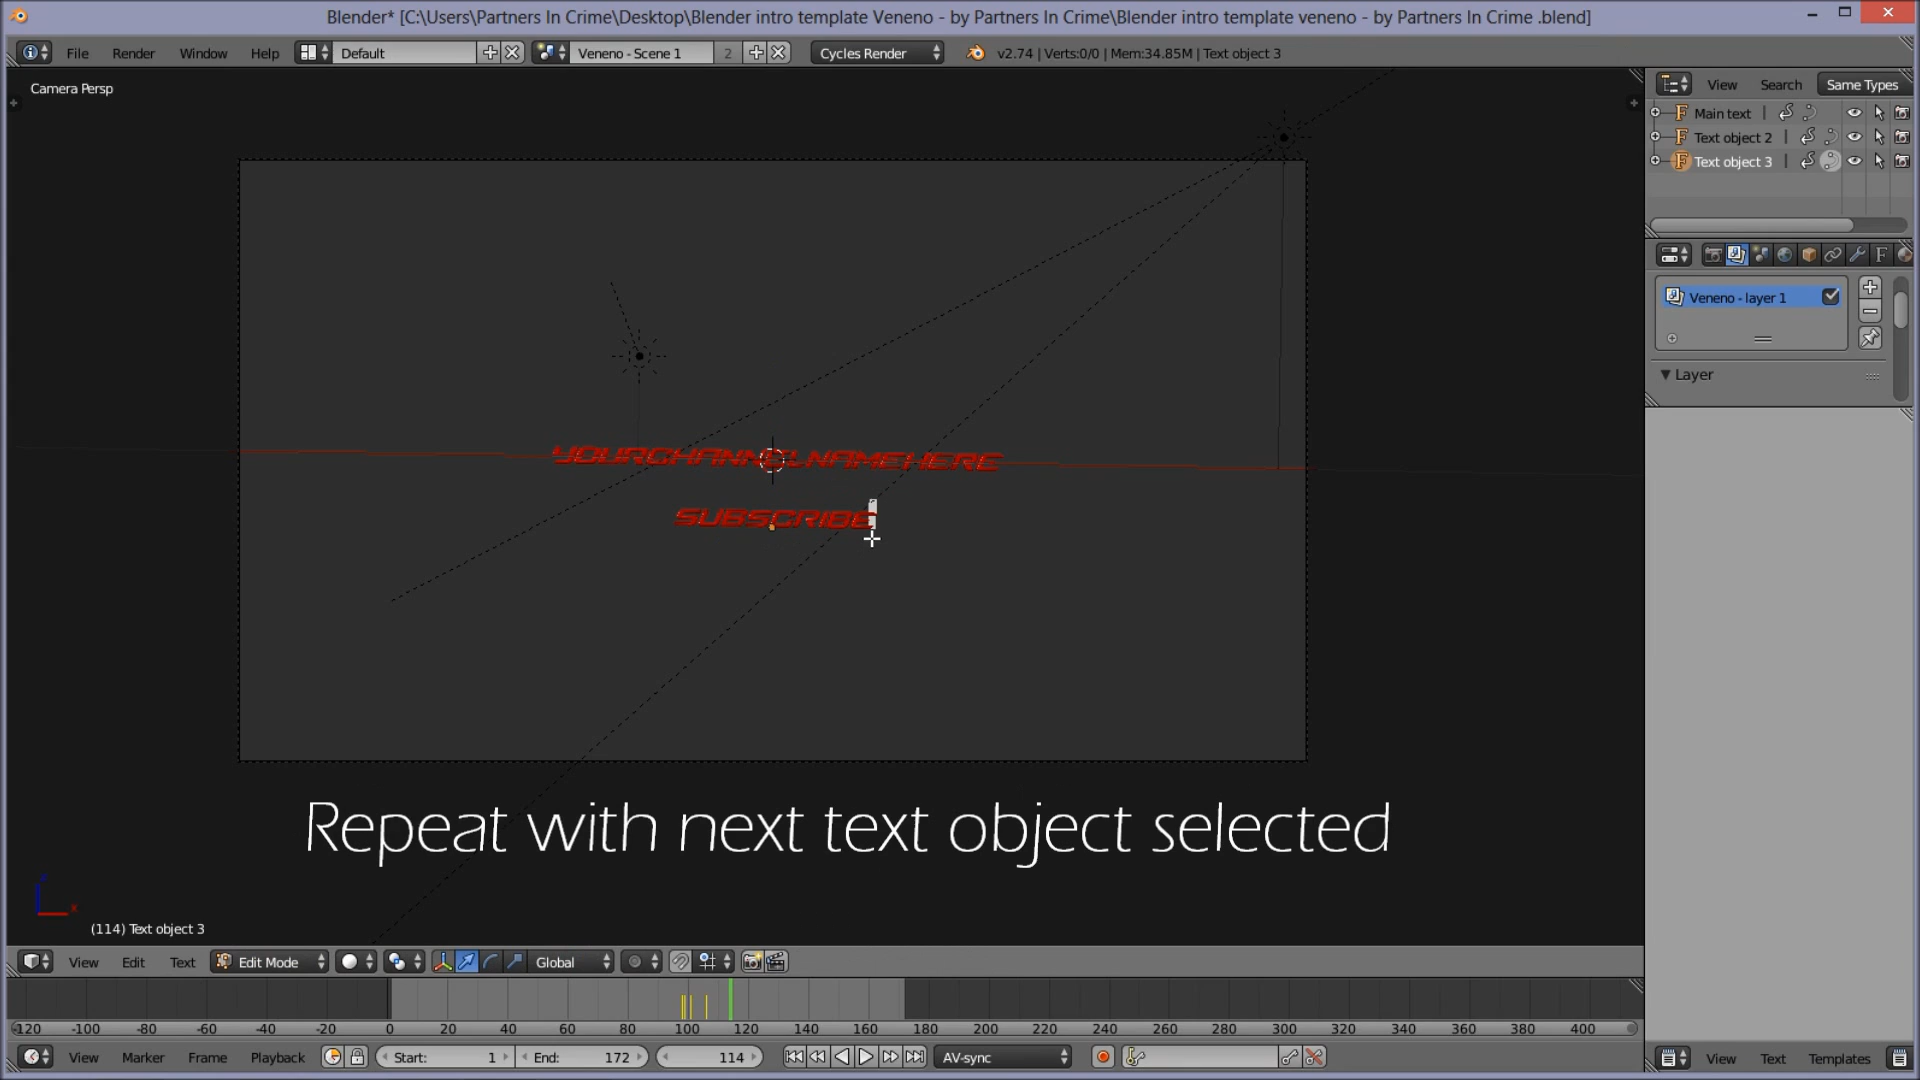 Blender* [C:\Users\Partners In Crime\Desktop\Blender intro template Veneno - by Partners In Crime\Blender intro template veneno - by Partners In Crime .blend]
File Render Window Help Default Veneno - Scene 1 2 Cycles Render v2.74 | Verts:0/0 | Mem:34.85M | Text object 3
Camera Persp
View Search Same Types
Main text
Text object 2
Text object 3
Veneno - layer 1
Layer
YOURCHANNELNAMEHERE
SUBSCRIBE
Repeat with next text object selected
(114) Text object 3
View Edit Text Edit Mode Global
-120 -100 -80 -60 -40 -20 0 20 40 60 80 100 120 140 160 180 200 220 240 260 280 300 320 340 360 380 400
View Marker Frame Playback Start: 1 End: 172 114 AV-sync
View Text Templates